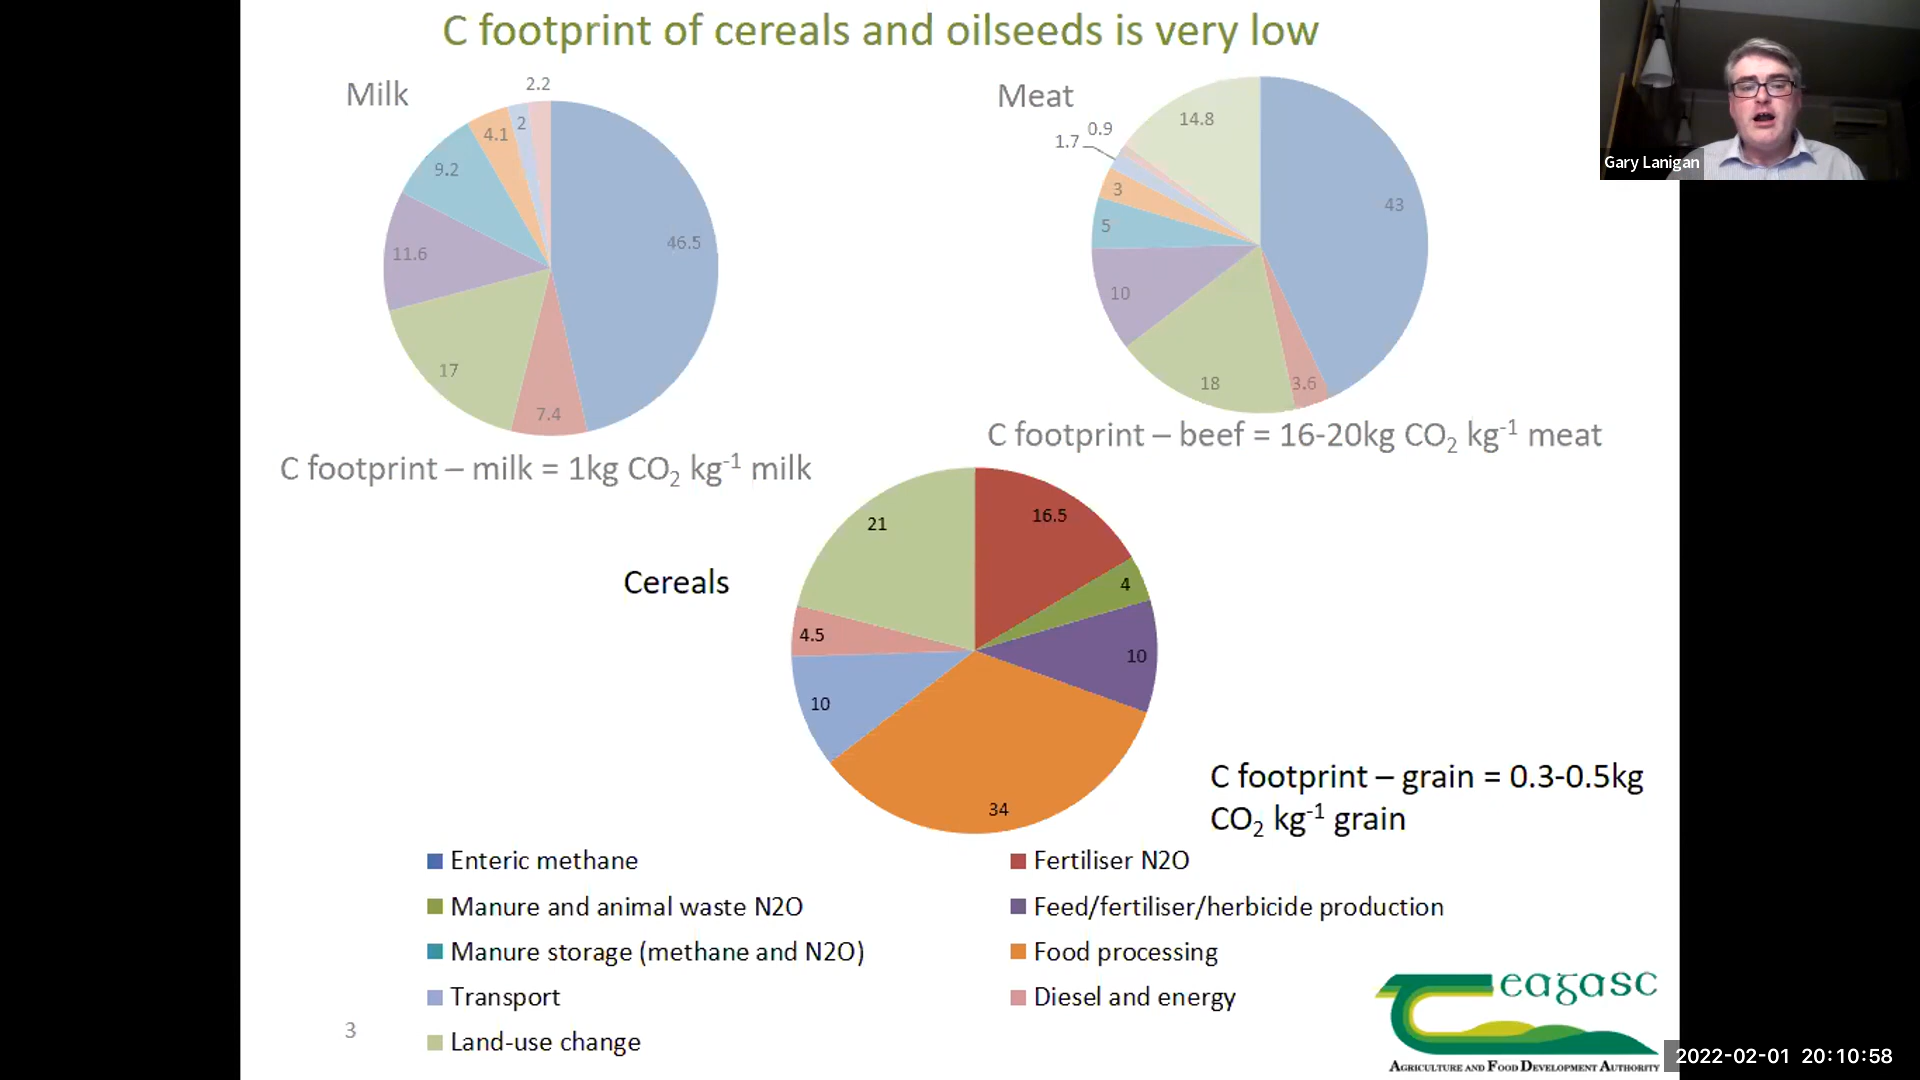 C footprint of cereals and oilseeds is very low
Milk
2.2
2
4.1
9.2
11.6
17
7.4
46.5
C footprint – milk = 1kg CO2 kg-1 milk
Meat
14.8
0.9
1.7
3
5
10
18
3.6
43
C footprint – beef = 16-20kg CO2 kg-1 meat
Gary Lanigan
Cereals
21
16.5
4
4.5
10
10
34
C footprint – grain = 0.3-0.5kg
CO2 kg-1 grain
Enteric methane
Fertiliser N2O
Manure and animal waste N2O
Feed/fertiliser/herbicide production
Manure storage (methane and N2O)
Food processing
Transport
Diesel and energy
Land-use change
3
Teagasc
AGRICULTURE AND FOOD DEVELOPMENT AUTHORITY
2022-02-01 20:10:58